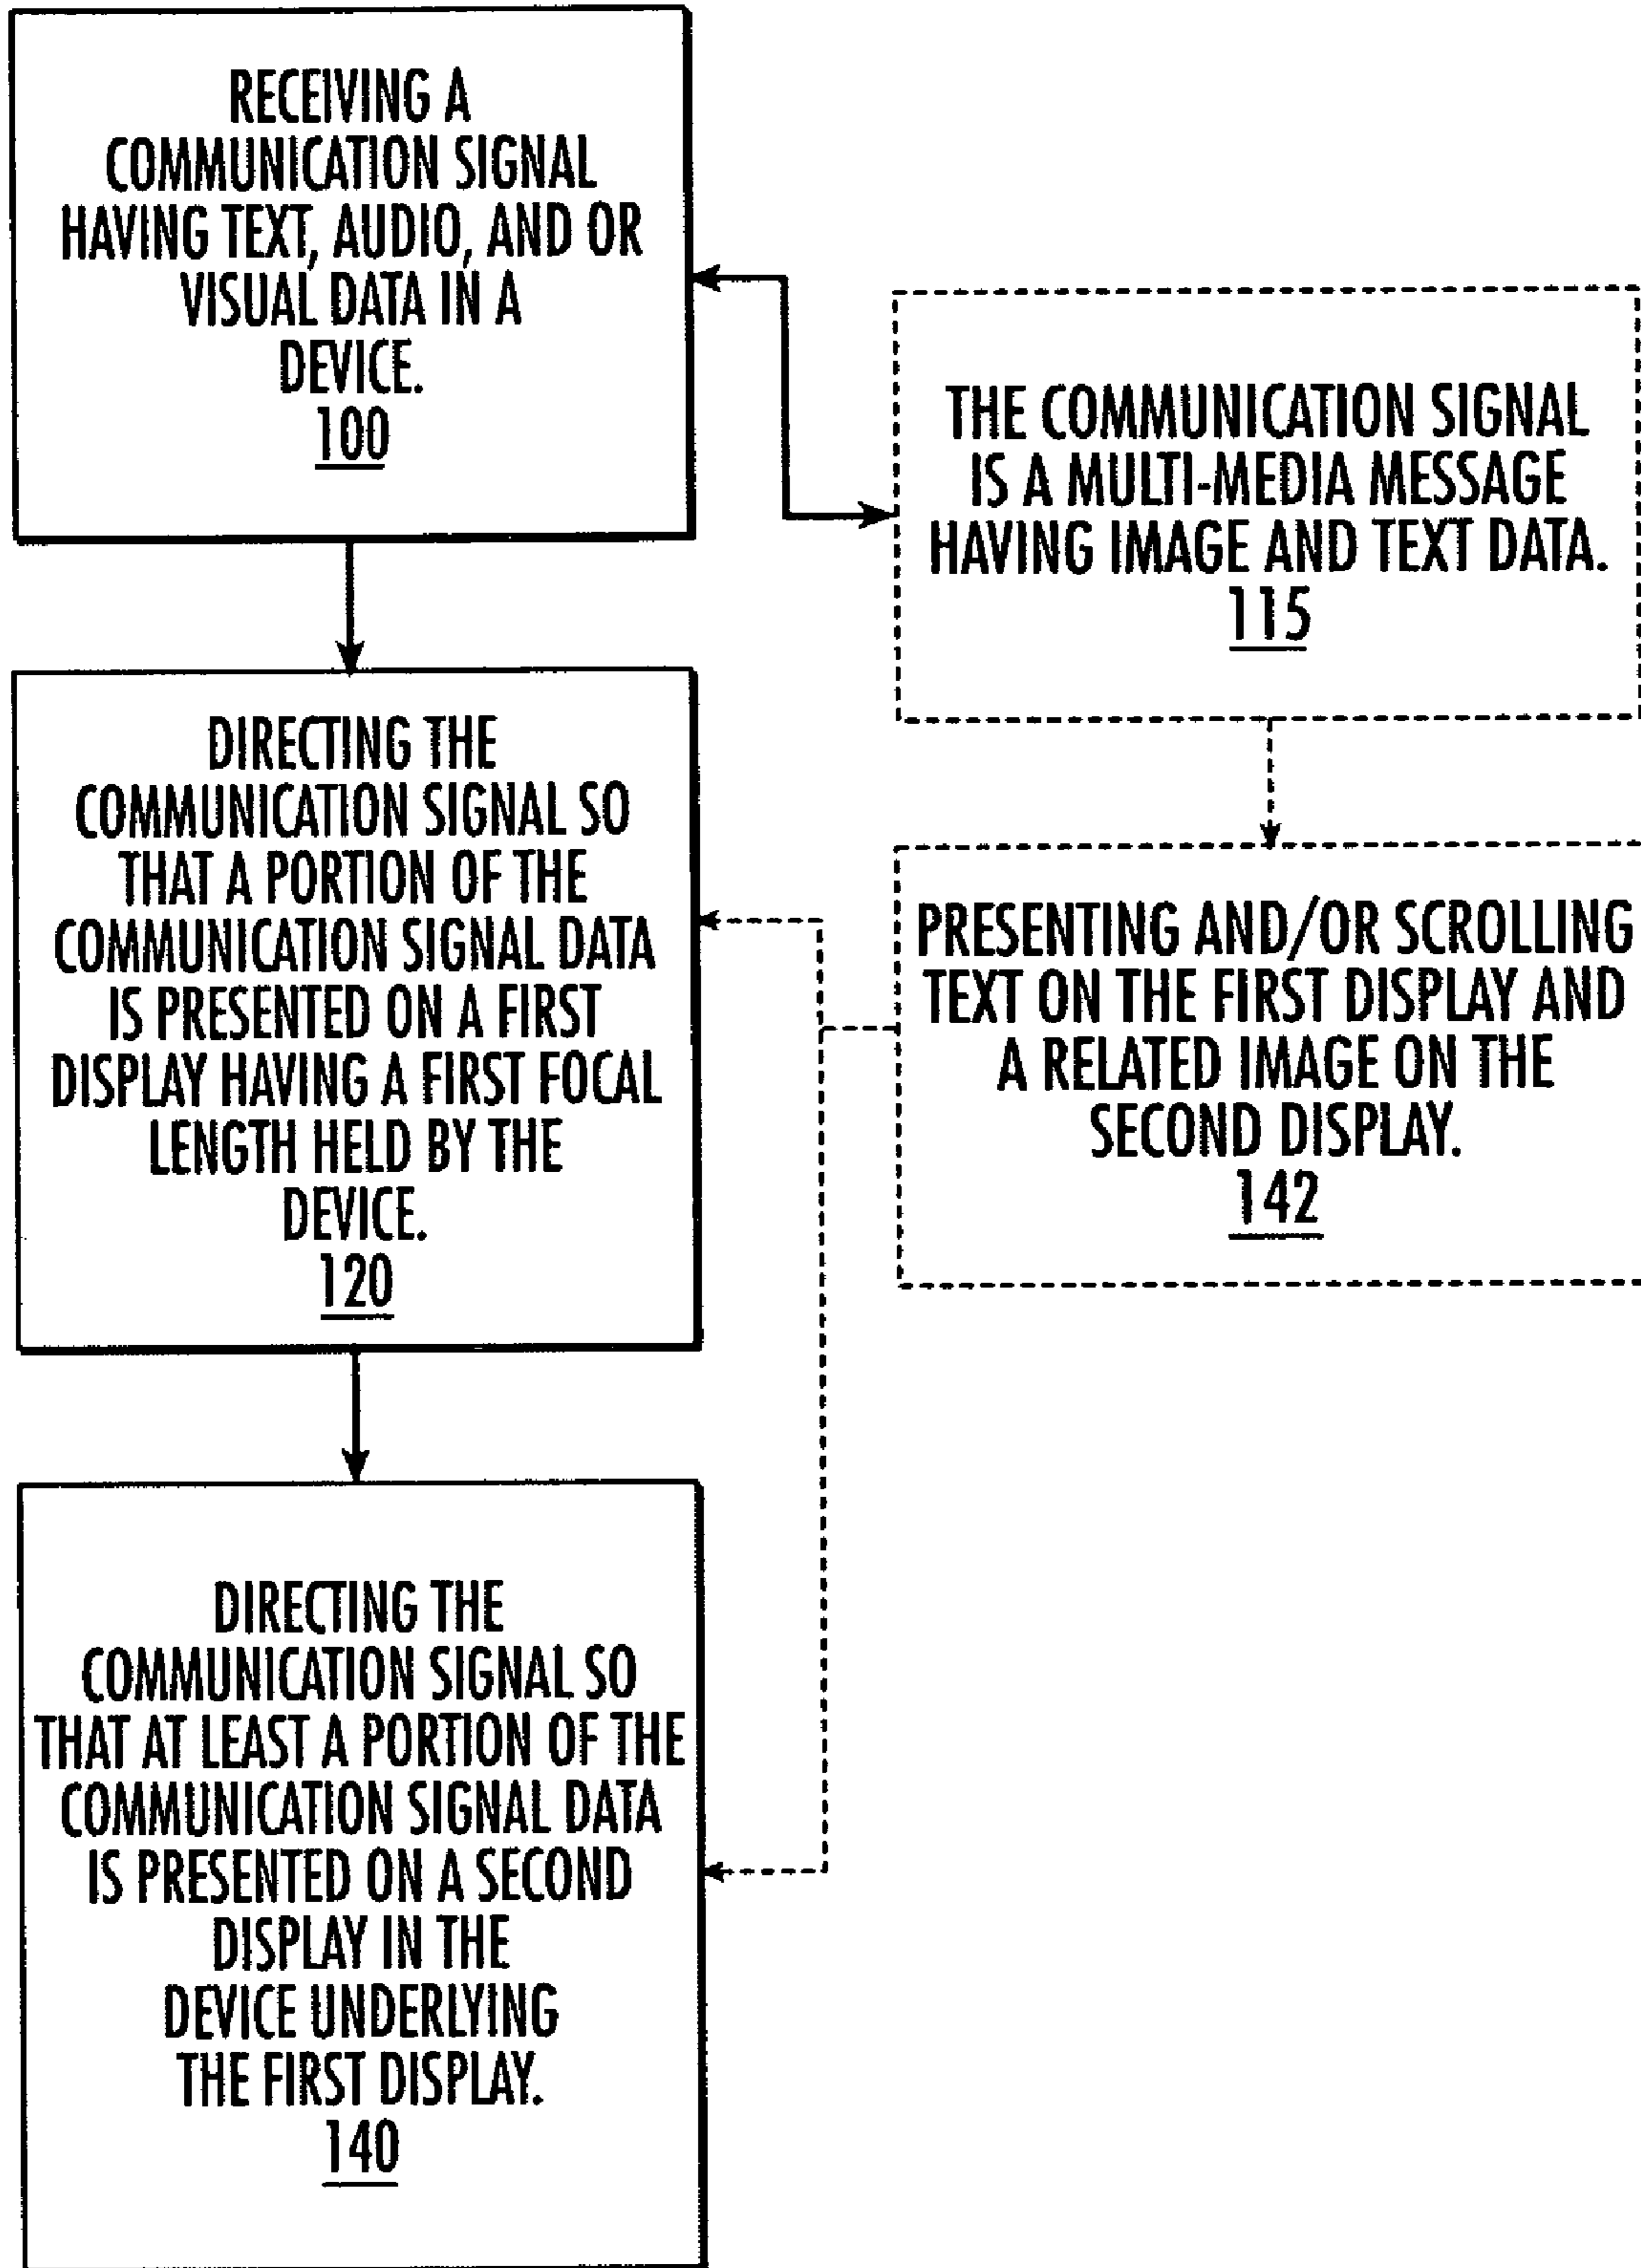 RECEIVING A
COMMUNICATION SIGNAL
HAVING TEXT, AUDIO, AND OR
VISUAL DATA IN A
DEVICE.
100
THE COMMUNICATION SIGNAL
IS A MULTI-MEDIA MESSAGE
HAVING IMAGE AND TEXT DATA.
115
DIRECTING THE
COMMUNICATION SIGNAL SO
THAT A PORTION OF THE
COMMUNICATION SIGNAL DATA
IS PRESENTED ON A FIRST
DISPLAY HAVING A FIRST FOCAL
LENGTH HELD BY THE
DEVICE.
120
PRESENTING AND/OR SCROLLING
TEXT ON THE FIRST DISPLAY AND
A RELATED IMAGE ON THE
SECOND DISPLAY.
142
DIRECTING THE
COMMUNICATION SIGNAL SO
THAT AT LEAST A PORTION OF THE
COMMUNICATION SIGNAL DATA
IS PRESENTED ON A SECOND
DISPLAY IN THE
DEVICE UNDERLYING
THE FIRST DISPLAY.
140